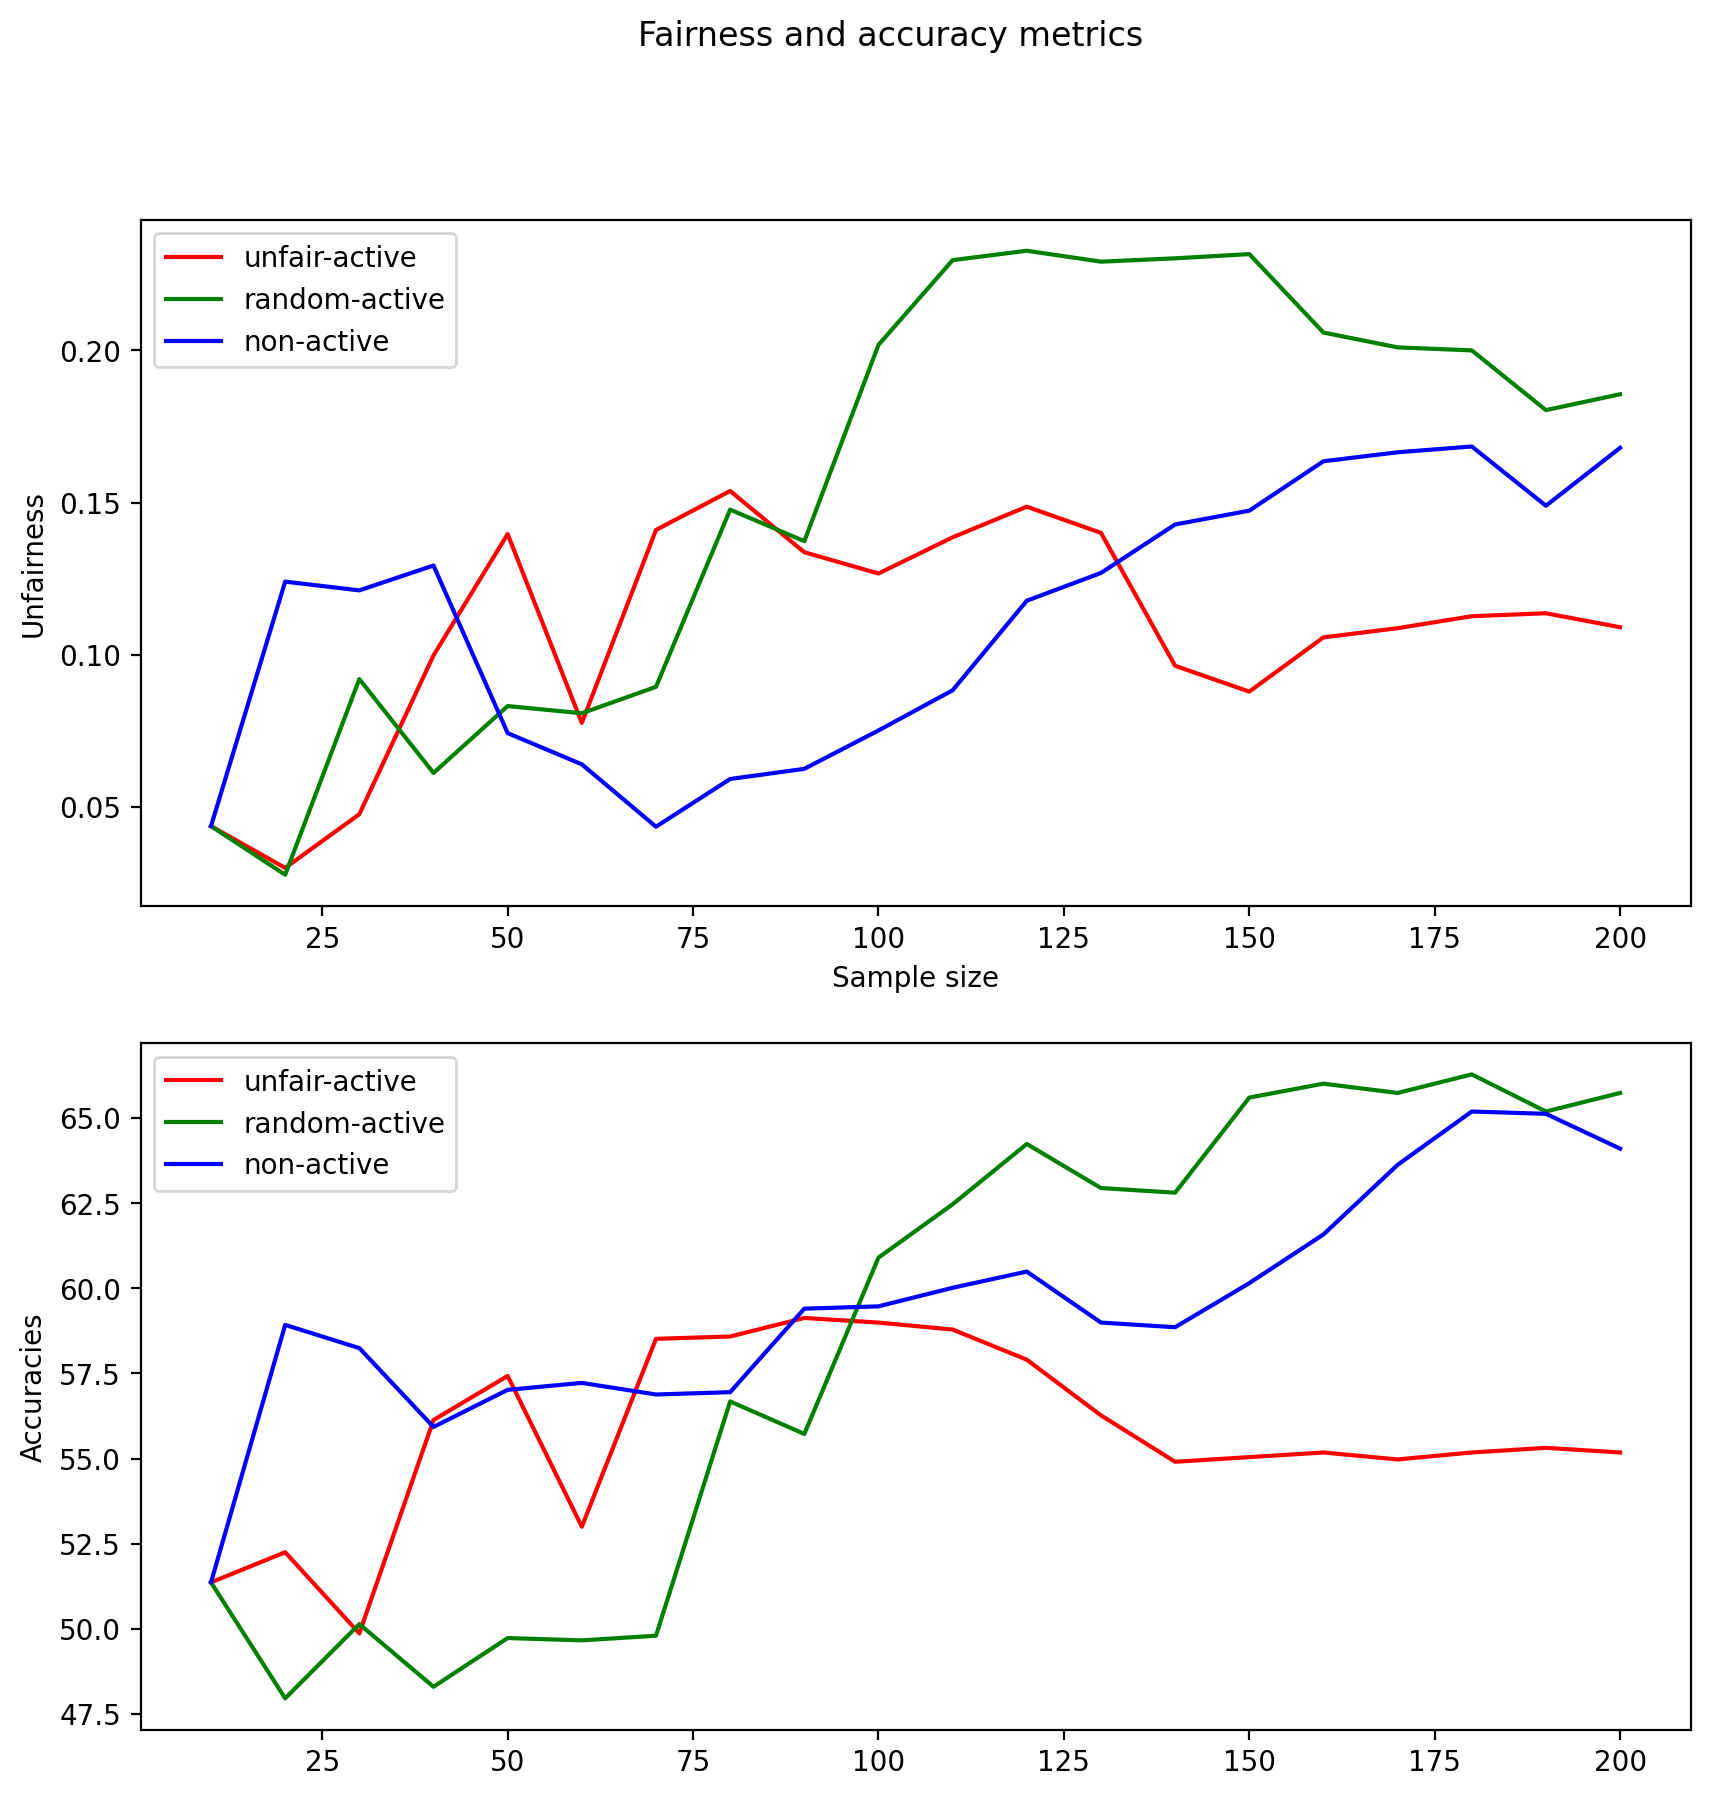 Fairness and accuracy metrics
unfair-active
random-active
non-active
Unfairness
0.20
0.15
0.10
0.05
25 50 75 100 125 150 175 200
Sample size
unfair-active
random-active
non-active
Accuracies
65.0
62.5
60.0
57.5
55.0
52.5
50.0
47.5
25 50 75 100 125 150 175 200